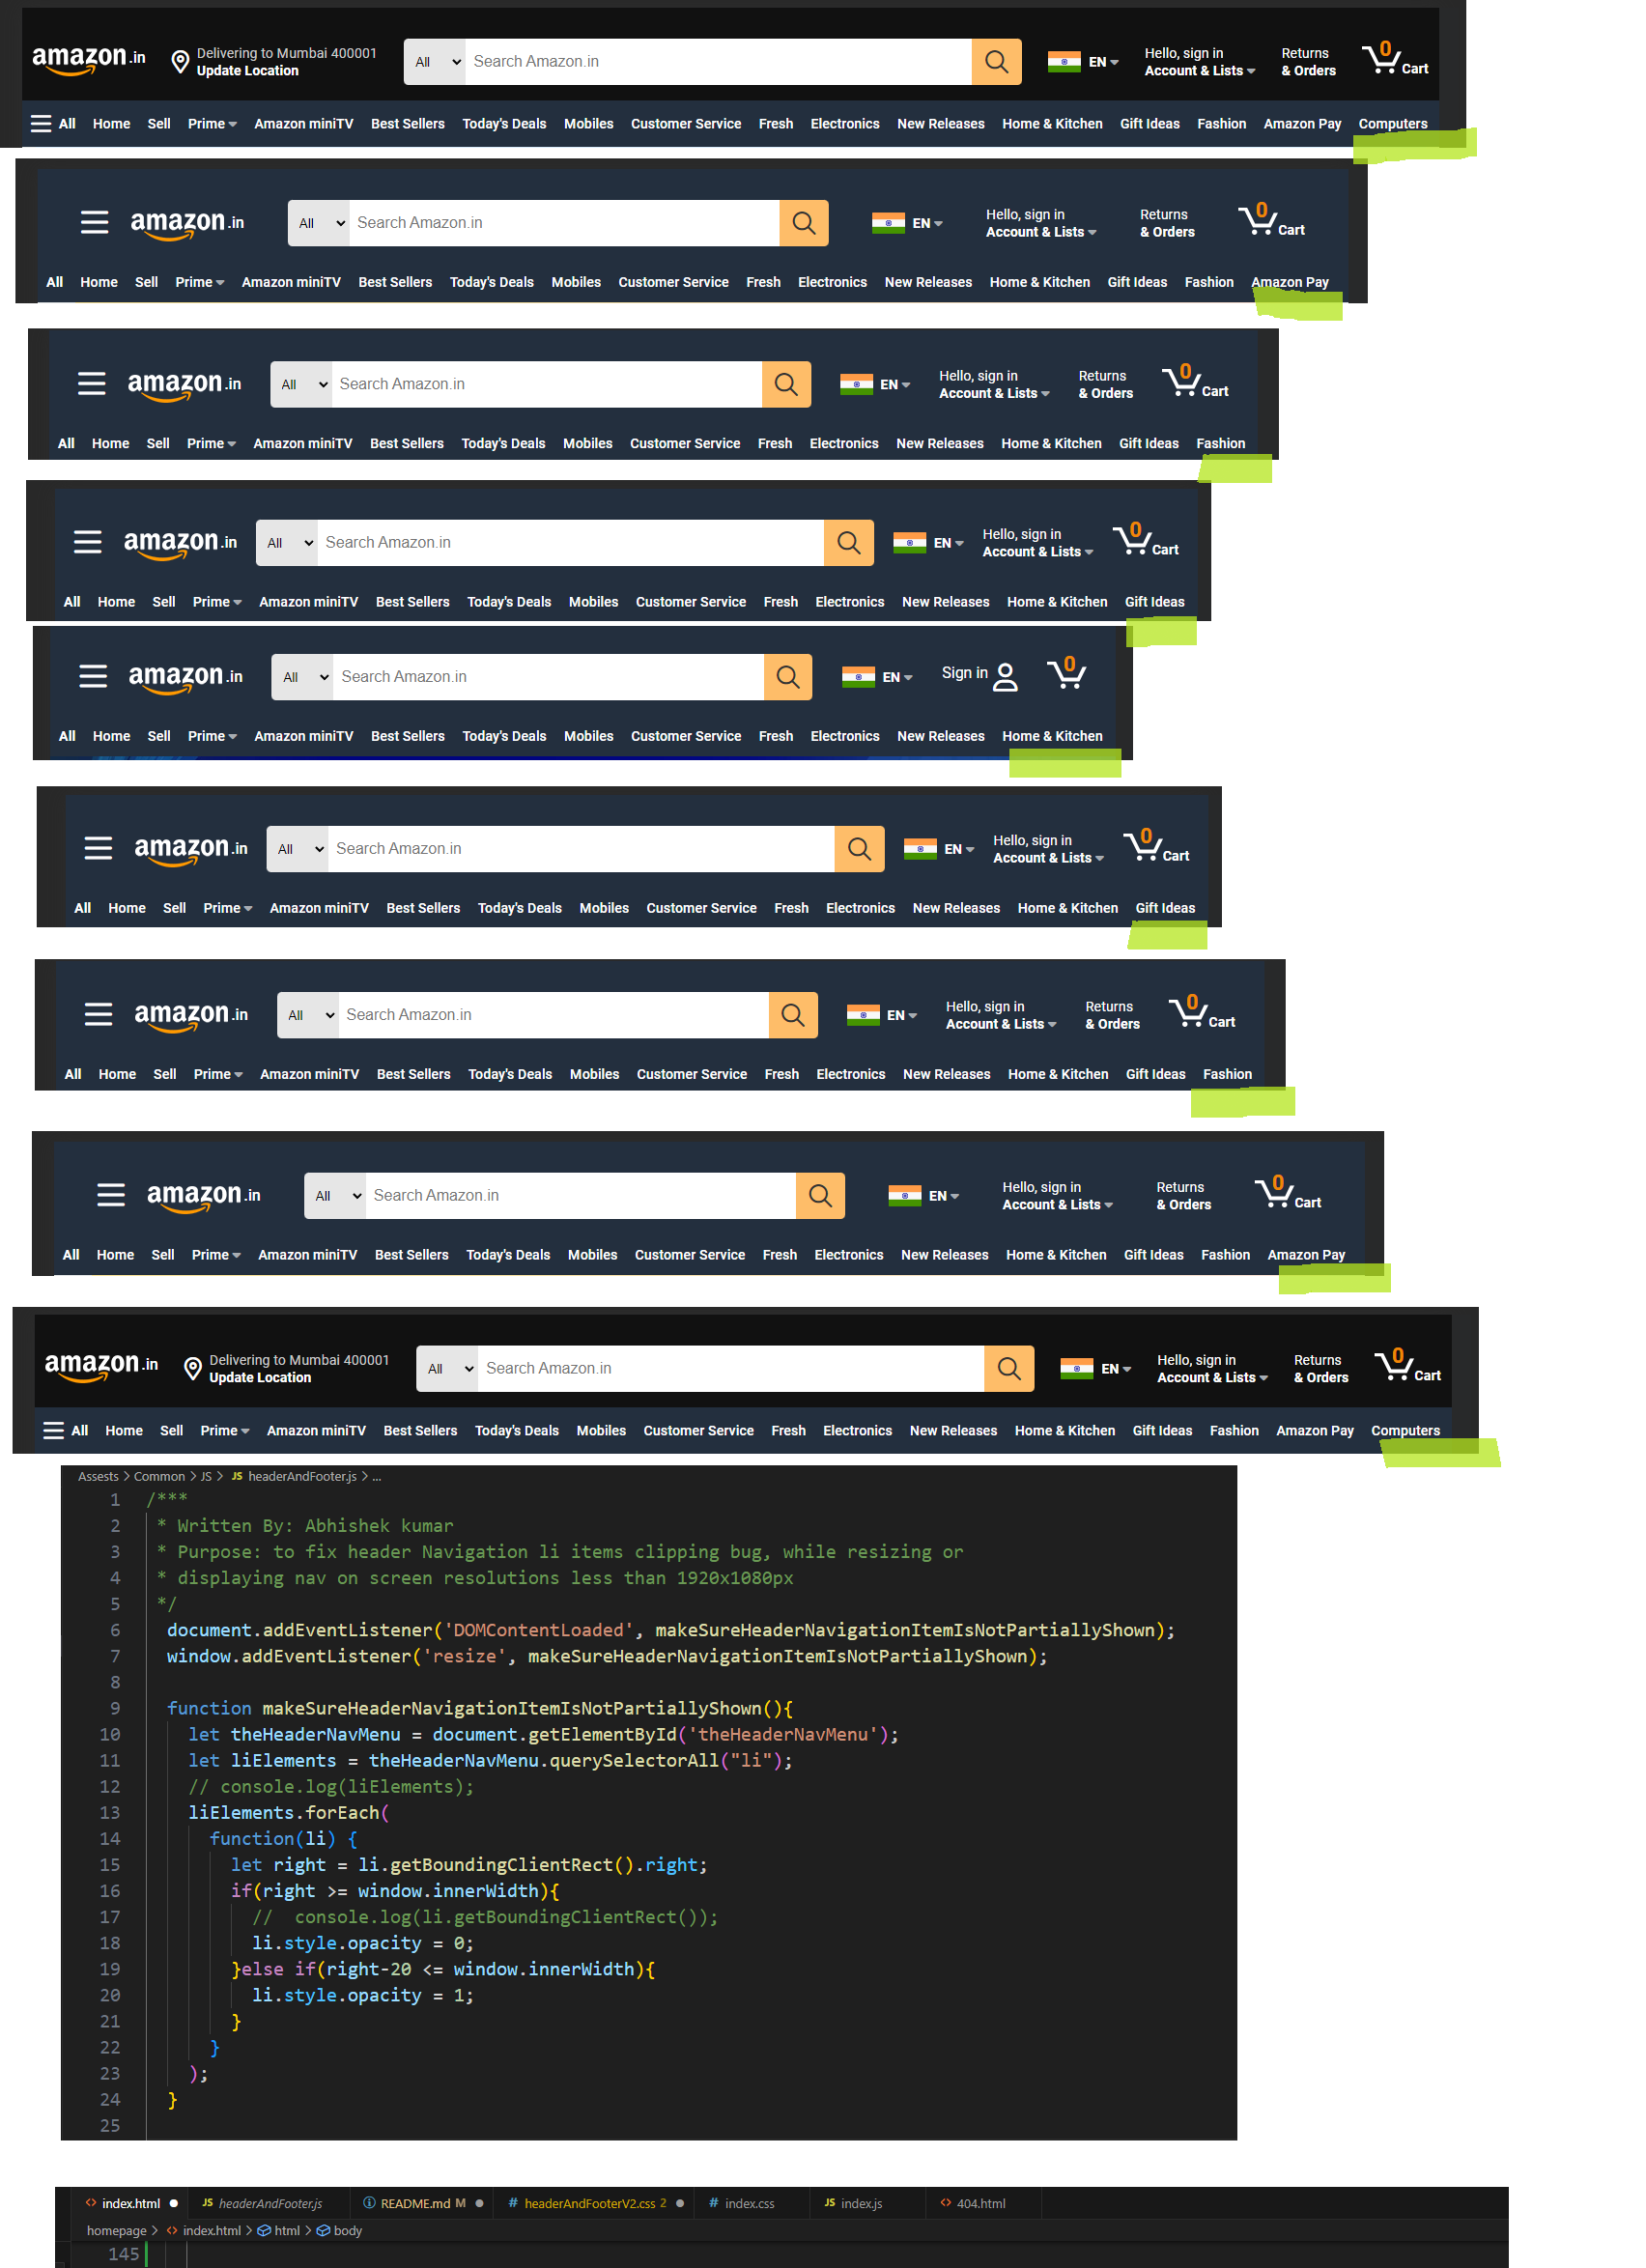 amazon.in Delivering to Mumbai 400001 Update Location All Search Amazon.in EN Hello, sign in Account & Lists Returns & Orders 0 Cart
All Home Sell Prime Amazon miniTV Best Sellers Today's Deals Mobiles Customer Service Fresh Electronics New Releases Home & Kitchen Gift Ideas Fashion Amazon Pay Computers
amazon.in All Search Amazon.in EN Hello, sign in Account & Lists Returns & Orders 0 Cart
All Home Sell Prime Amazon miniTV Best Sellers Today's Deals Mobiles Customer Service Fresh Electronics New Releases Home & Kitchen Gift Ideas Fashion Amazon Pay
amazon.in All Search Amazon.in EN Hello, sign in Account & Lists Returns & Orders 0 Cart
All Home Sell Prime Amazon miniTV Best Sellers Today's Deals Mobiles Customer Service Fresh Electronics New Releases Home & Kitchen Gift Ideas Fashion
amazon.in All Search Amazon.in EN Hello, sign in Account & Lists 0 Cart
All Home Sell Prime Amazon miniTV Best Sellers Today's Deals Mobiles Customer Service Fresh Electronics New Releases Home & Kitchen Gift Ideas
amazon.in All Search Amazon.in EN Sign in 0
All Home Sell Prime Amazon miniTV Best Sellers Today's Deals Mobiles Customer Service Fresh Electronics New Releases Home & Kitchen
amazon.in All Search Amazon.in EN Hello, sign in Account & Lists 0 Cart
All Home Sell Prime Amazon miniTV Best Sellers Today's Deals Mobiles Customer Service Fresh Electronics New Releases Home & Kitchen Gift Ideas
amazon.in All Search Amazon.in EN Hello, sign in Account & Lists Returns & Orders 0 Cart
All Home Sell Prime Amazon miniTV Best Sellers Today's Deals Mobiles Customer Service Fresh Electronics New Releases Home & Kitchen Gift Ideas Fashion
amazon.in All Search Amazon.in EN Hello, sign in Account & Lists Returns & Orders 0 Cart
All Home Sell Prime Amazon miniTV Best Sellers Today's Deals Mobiles Customer Service Fresh Electronics New Releases Home & Kitchen Gift Ideas Fashion Amazon Pay
amazon.in Delivering to Mumbai 400001 Update Location All Search Amazon.in EN Hello, sign in Account & Lists Returns & Orders 0 Cart
All Home Sell Prime Amazon miniTV Best Sellers Today's Deals Mobiles Customer Service Fresh Electronics New Releases Home & Kitchen Gift Ideas Fashion Amazon Pay Computers
Assests > Common > JS > JS headerAndFooter.js > ...
1 /***
2 * Written By: Abhishek kumar
3 * Purpose: to fix header Navigation li items clipping bug, while resizing or
4 * displaying nav on screen resolutions less than 1920x1080px
5 */
6 document.addEventListener('DOMContentLoaded', makeSureHeaderNavigationItemIsNotPartiallyShown);
7 window.addEventListener('resize', makeSureHeaderNavigationItemIsNotPartiallyShown);
8
9 function makeSureHeaderNavigationItemIsNotPartiallyShown(){
10 let theHeaderNavMenu = document.getElementById('theHeaderNavMenu');
11 let liElements = theHeaderNavMenu.querySelectorAll("li");
12 // console.log(liElements);
13 liElements.forEach(
14 function(li) {
15 let right = li.getBoundingClientRect().right;
16 if(right >= window.innerWidth){
17 //  console.log(li.getBoundingClientRect());
18 li.style.opacity = 0;
19 }else if(right-20 <= window.innerWidth){
20 li.style.opacity = 1;
21 }
22 }
23 );
24 }
25
<> index.html JS headerAndFooter.js README.md M # headerAndFooterV2.css 2 # index.css JS index.js <> 404.html
homepage > <> index.html > html > body
145